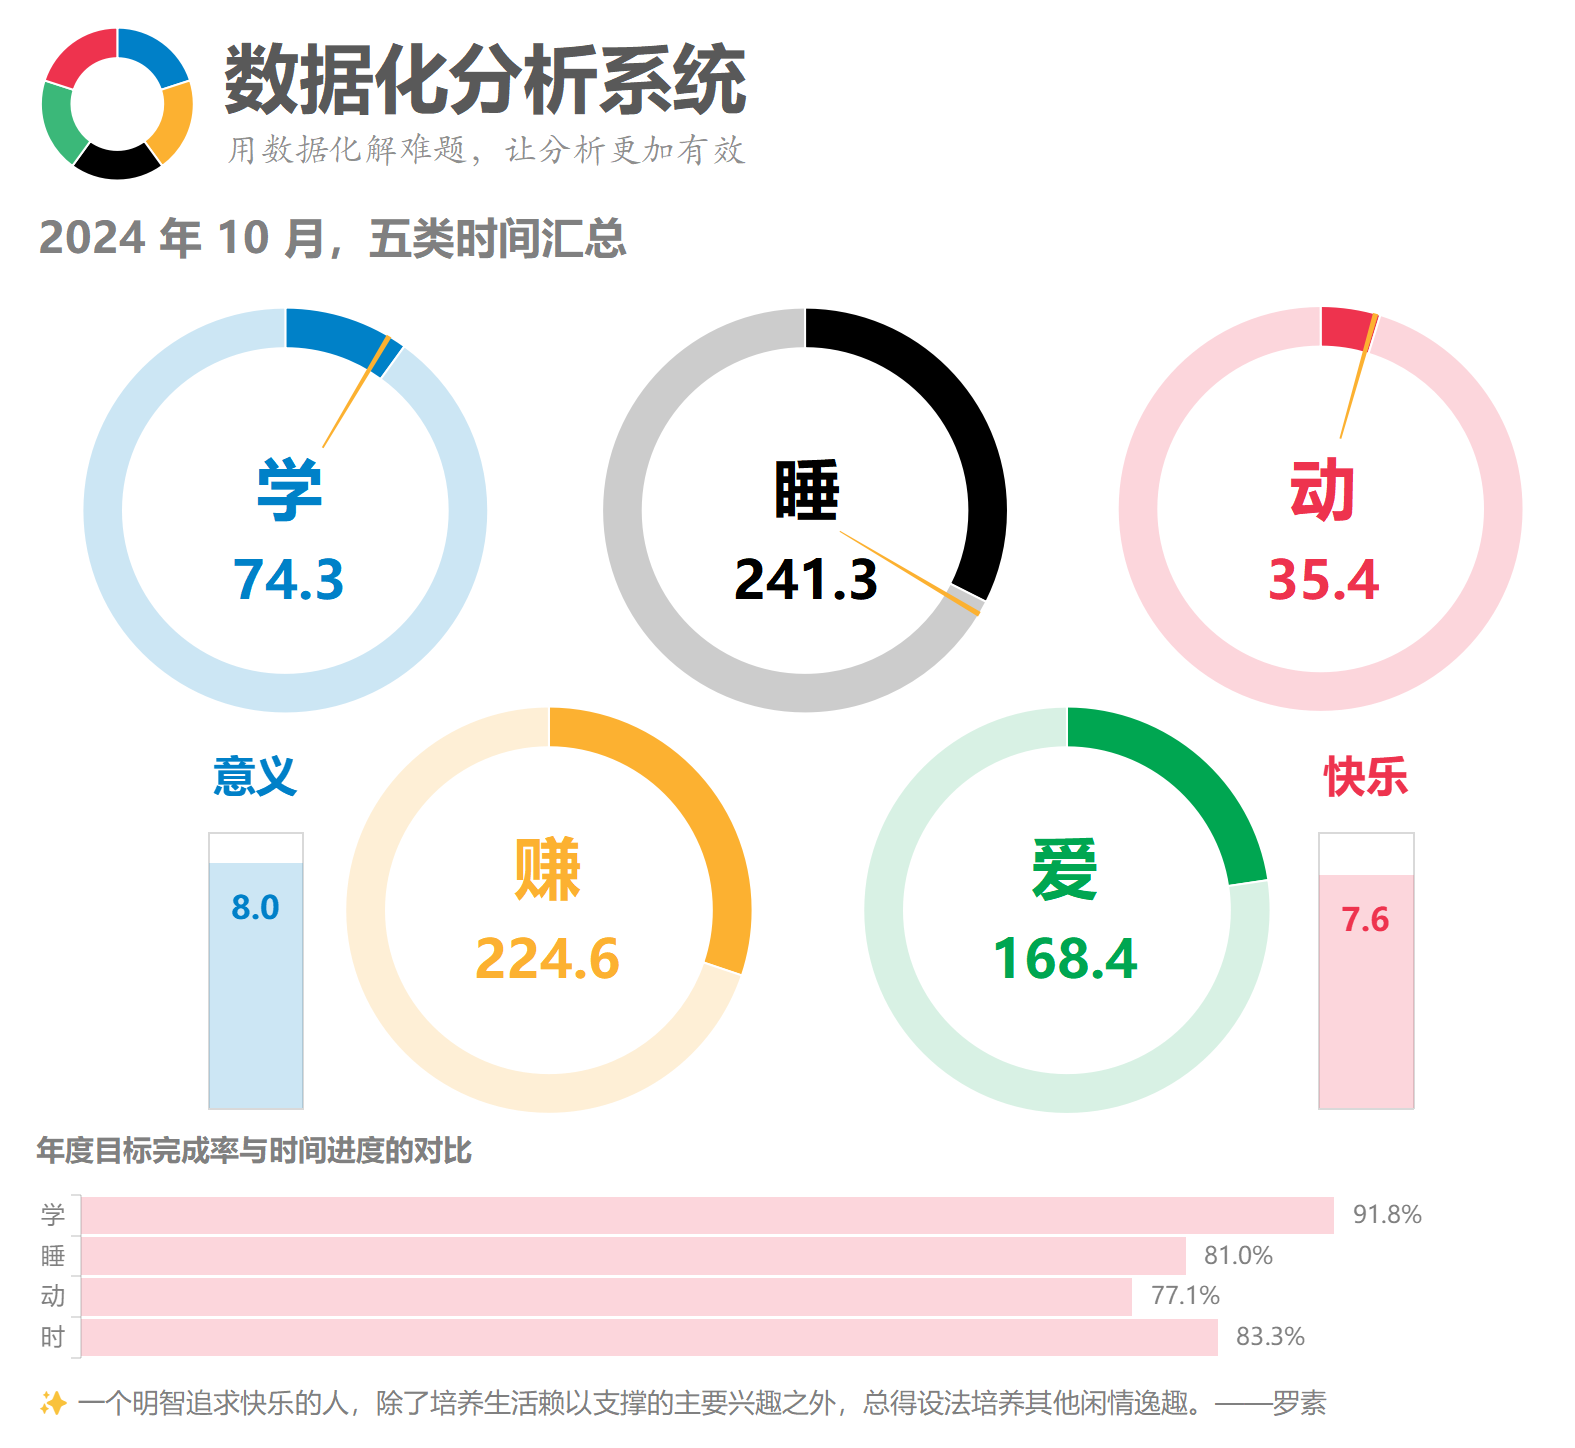 数据化分析系统
用数据化解难题，让分析更加有效
2024 年 10 月，五类时间汇总
学
74.3
睡
241.3
动
35.4
意义
8.0
赚
224.6
爱
168.4
快乐
7.6
年度目标完成率与时间进度的对比
学 91.8%
睡 81.0%
动 77.1%
时 83.3%
✨ 一个明智追求快乐的人，除了培养生活赖以支撑的主要兴趣之外，总得设法培养其他闲情逸趣。——罗素